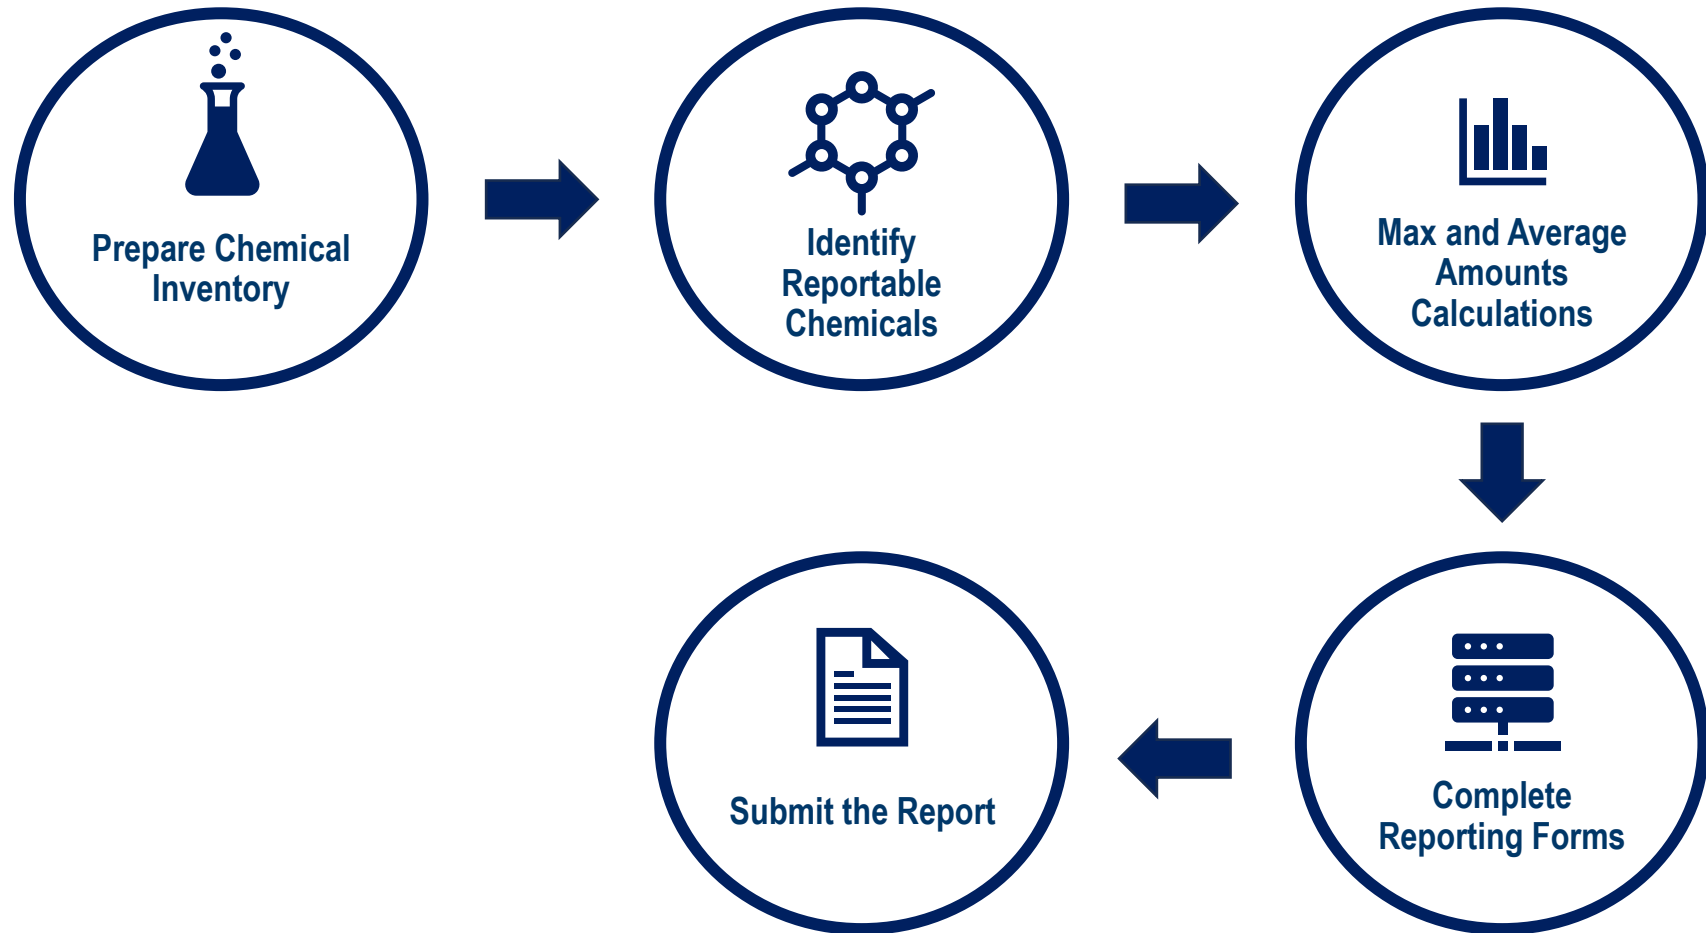 Prepare Chemical
Inventory
Identify
Reportable
Chemicals
Max and Average
Amounts
Calculations
Complete
Reporting Forms
Submit the Report